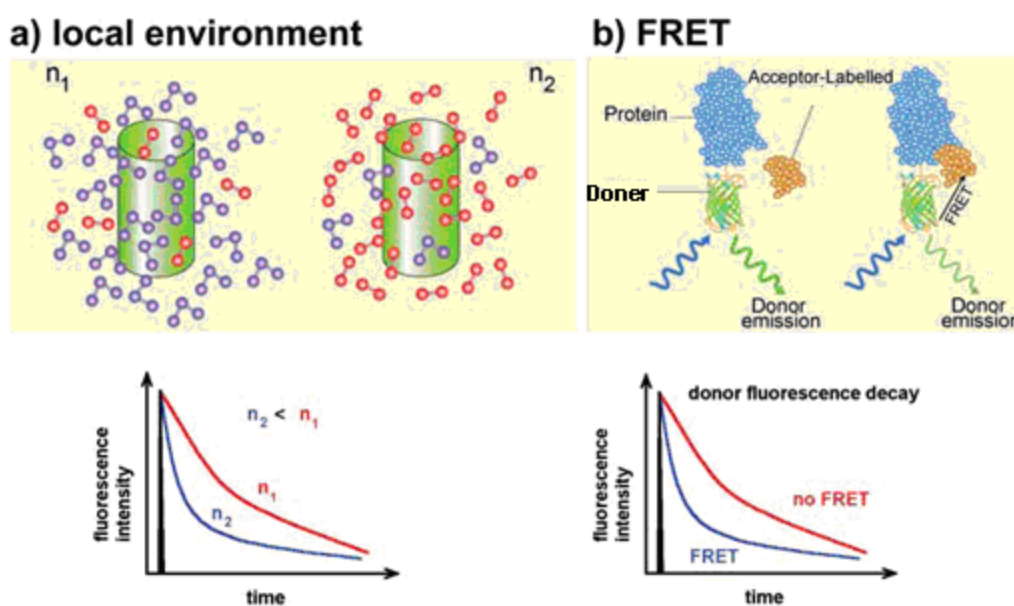 a) local environment
n1
n2
b) FRET
Acceptor-Labelled
Protein
Doner
FRET
Donor
emission
Donor
emission
fluorescence
intensity
n2 < n1
n1
n2
time
fluorescence
intensity
donor fluorescence decay
no FRET
FRET
time